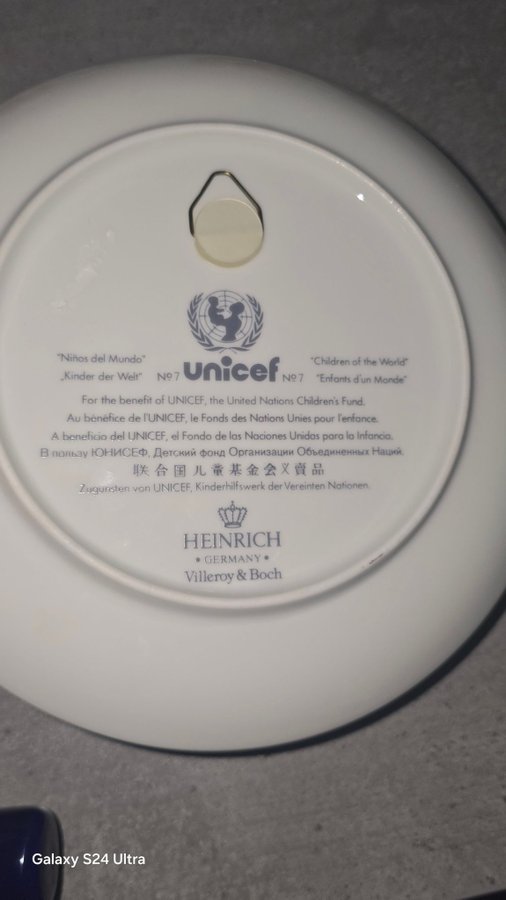 "Niños del Mundo" "Children of the World"
„Kinder der Welt" Nº 7 unicef Nº 7 "Enfants d'un Monde"
For the benefit of UNICEF, the United Nations Children's Fund.
Au bénéfice de l'UNICEF, le Fonds des Nations Unies pour l'enfance.
A beneficio del UNICEF, el Fondo de las Naciones Unidas para la Infancia.
В пользу ЮНИСЕФ, Детский фонд Организации Объединенных Наций.
联合国儿童基金会义賣品
Zugunsten von UNICEF, Kinderhilfswerk der Vereinten Nationen.
HEINRICH
GERMANY
Villeroy & Boch
Galaxy S24 Ultra